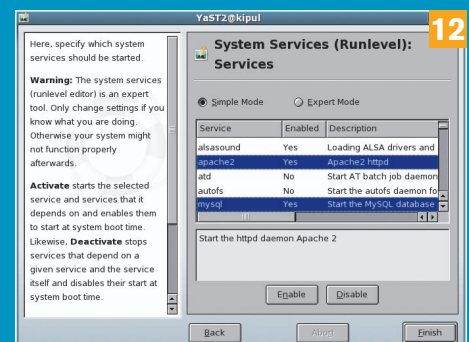 YaST2@kipul
12
Here, specify which system
services should be started.
Warning: The system services
(runlevel editor) is an expert
tool. Only change settings if you
know what you are doing.
Otherwise your system might
not function properly
afterwards.
Activate starts the selected
service and services that it
depends on and enables them
to start at system boot time.
Likewise, Deactivate stops
services that depend on a
given service and the service
itself and disables their start at
system boot time.
System Services (Runlevel):
Services
Simple Mode Expert Mode
Service Enabled Description
alsasound Yes Loading ALSA drivers and
apache2 Yes Apache2 httpd
atd No Start AT batch job daemon
autofs No Start the autofs daemon fo
mysql Yes Start the MySQL database
Start the httpd daemon Apache 2
Enable Disable
Back Abort Finish